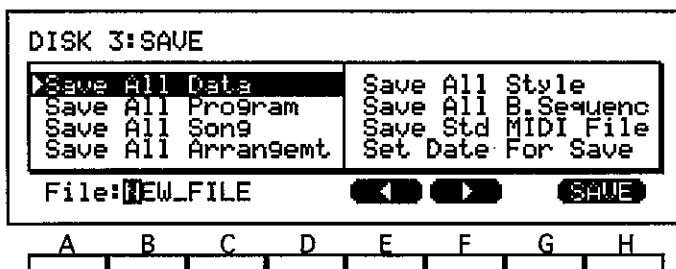 DISK 3:SAVE
Save All Data
Save All Program
Save All Song
Save All Arrangemt
Save All Style
Save All B.Sequenc
Save Std MIDI File
Set Date For Save
File:NEW_FILE
SAVE
A B C D E F G H